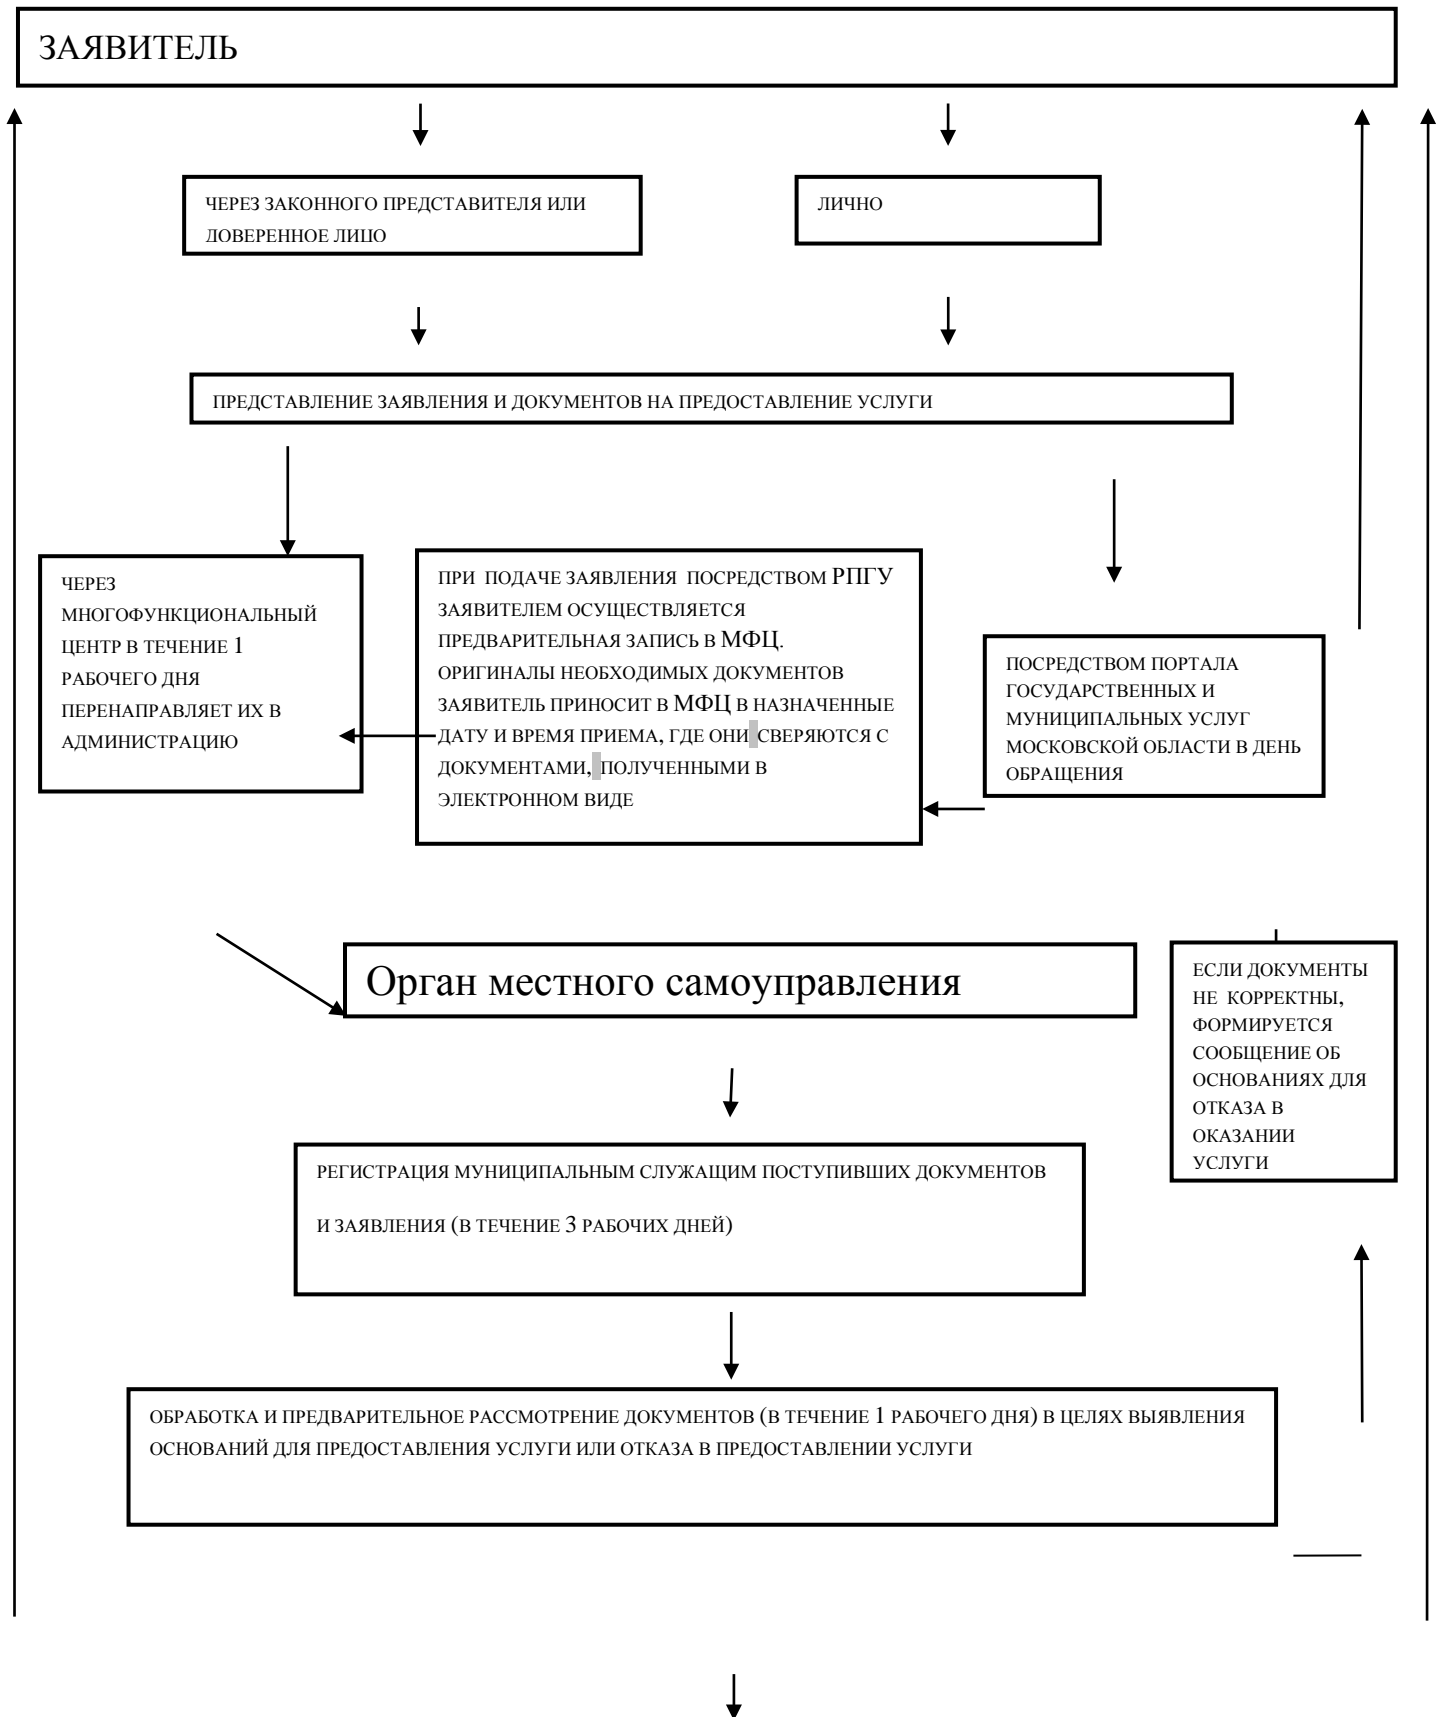 ЗАЯВИТЕЛЬ
ЧЕРЕЗ ЗАКОННОГО ПРЕДСТАВИТЕЛЯ ИЛИ
ДОВЕРЕННОЕ ЛИЦО
ЛИЧНО
ПРЕДСТАВЛЕНИЕ ЗАЯВЛЕНИЯ И ДОКУМЕНТОВ НА ПРЕДОСТАВЛЕНИЕ УСЛУГИ
ЧЕРЕЗ
МНОГОФУНКЦИОНАЛЬНЫЙ
ЦЕНТР В ТЕЧЕНИЕ 1
РАБОЧЕГО ДНЯ
ПЕРЕНАПРАВЛЯЕТ ИХ В
АДМИНИСТРАЦИЮ
ПРИ ПОДАЧЕ ЗАЯВЛЕНИЯ ПОСРЕДСТВОМ РПГУ
ЗАЯВИТЕЛЕМ ОСУЩЕСТВЛЯЕТСЯ
ПРЕДВАРИТЕЛЬНАЯ ЗАПИСЬ В МФЦ.
ОРИГИНАЛЫ НЕОБХОДИМЫХ ДОКУМЕНТОВ
ЗАЯВИТЕЛЬ ПРИНОСИТ В МФЦ В НАЗНАЧЕННЫЕ
ДАТУ И ВРЕМЯ ПРИЕМА, ГДЕ ОНИ СВЕРЯЮТСЯ С
ДОКУМЕНТАМИ, ПОЛУЧЕННЫМИ В
ЭЛЕКТРОННОМ ВИДЕ
ПОСРЕДСТВОМ ПОРТАЛА
ГОСУДАРСТВЕННЫХ И
МУНИЦИПАЛЬНЫХ УСЛУГ
МОСКОВСКОЙ ОБЛАСТИ В ДЕНЬ
ОБРАЩЕНИЯ
Орган местного самоуправления
ЕСЛИ ДОКУМЕНТЫ
НЕ КОРРЕКТНЫ,
ФОРМИРУЕТСЯ
СООБЩЕНИЕ ОБ
ОСНОВАНИЯХ ДЛЯ
ОТКАЗА В
ОКАЗАНИИ
УСЛУГИ
РЕГИСТРАЦИЯ МУНИЦИПАЛЬНЫМ СЛУЖАЩИМ ПОСТУПИВШИХ ДОКУМЕНТОВ
И ЗАЯВЛЕНИЯ (В ТЕЧЕНИЕ 3 РАБОЧИХ ДНЕЙ)
ОБРАБОТКА И ПРЕДВАРИТЕЛЬНОЕ РАССМОТРЕНИЕ ДОКУМЕНТОВ (В ТЕЧЕНИЕ 1 РАБОЧЕГО ДНЯ) В ЦЕЛЯХ ВЫЯВЛЕНИЯ
ОСНОВАНИЙ ДЛЯ ПРЕДОСТАВЛЕНИЯ УСЛУГИ ИЛИ ОТКАЗА В ПРЕДОСТАВЛЕНИИ УСЛУГИ